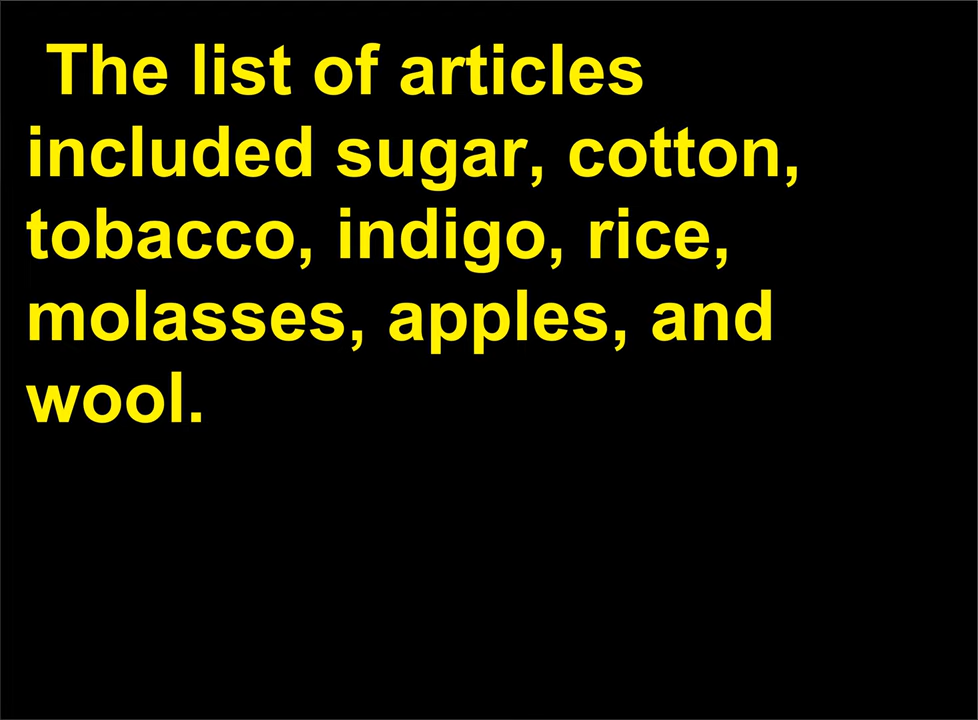 The list of articles
included sugar, cotton,
tobacco, indigo, rice,
molasses, apples, and
wool.